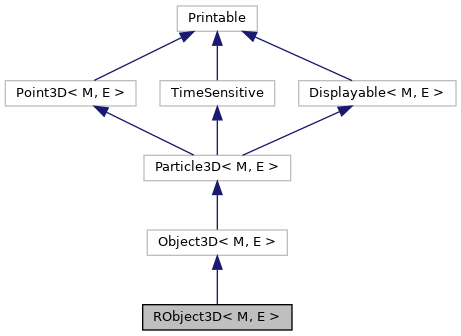 Printable
Point3D< M, E >
TimeSensitive
Displayable< M, E >
Particle3D< M, E >
Object3D< M, E >
RObject3D< M, E >